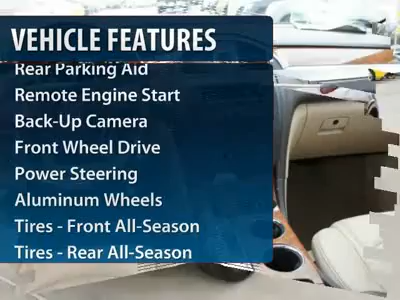 VEHICLE FEATURES
Rear Parking Aid
Remote Engine Start
Back-Up Camera
Front Wheel Drive
Power Steering
Aluminum Wheels
Tires - Front All-Season
Tires - Rear All-Season